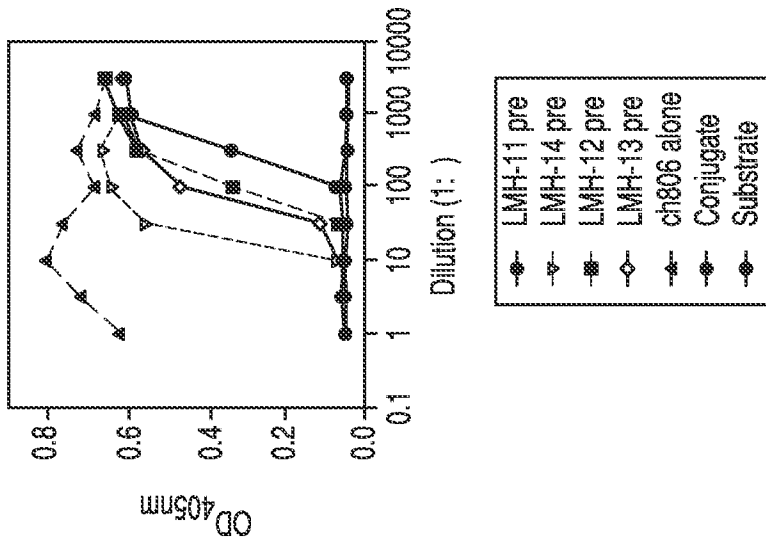 OD405nm
0.8
0.6
0.4
0.2
0.0
0.1
1
10
100
1000
10000
Dilution (1: )
LMH-11 pre
LMH-14 pre
LMH-12 pre
LMH-13 pre
ch806 alone
Conjugate
Substrate